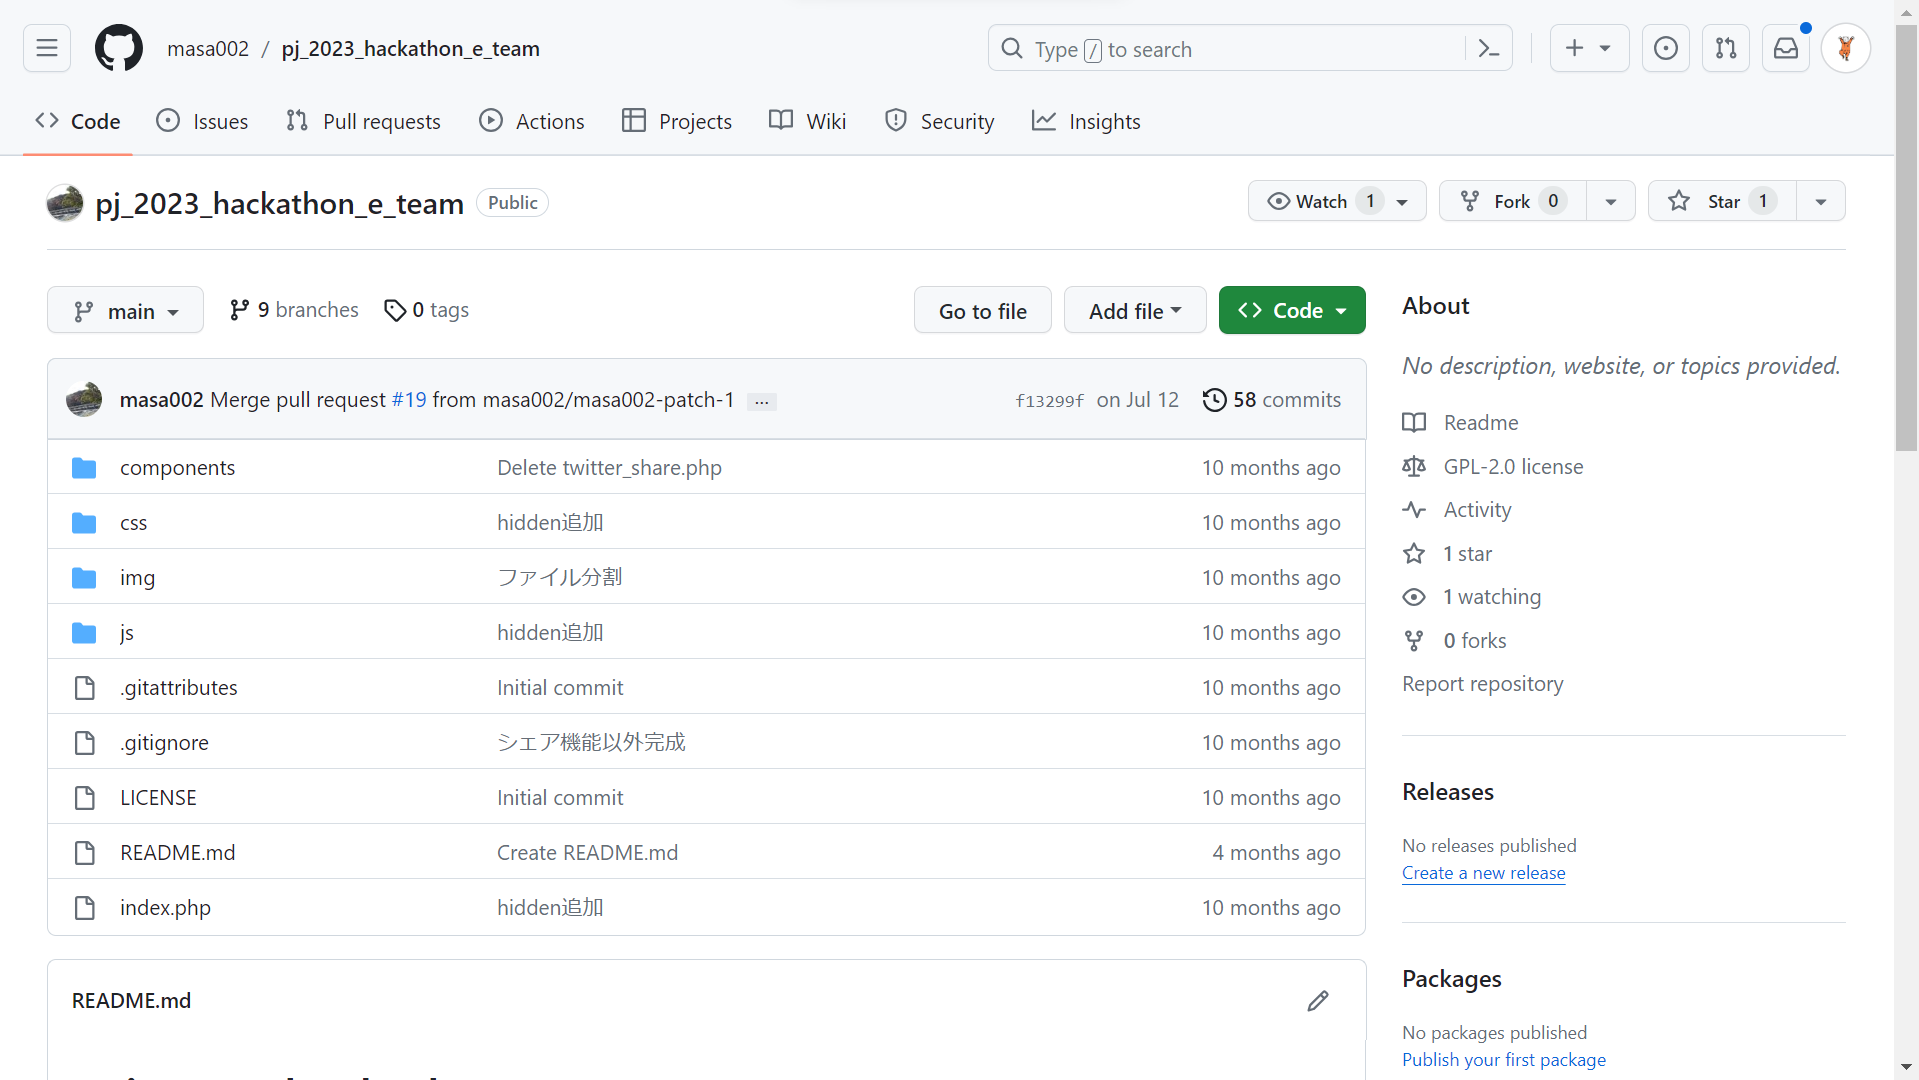 masa002 / pj_2023_hackathon_e_team
Type / to search
Code Issues Pull requests Actions Projects Wiki Security Insights
pj_2023_hackathon_e_team Public
Watch 1 Fork 0 Star 1
main 9 branches 0 tags
Go to file Add file Code
masa002 Merge pull request #19 from masa002/masa002-patch-1 ... f13299f on Jul 12 58 commits
components Delete twitter_share.php 10 months ago
css hidden追加 10 months ago
img ファイル分割 10 months ago
js hidden追加 10 months ago
.gitattributes Initial commit 10 months ago
.gitignore シェア機能以外完成 10 months ago
LICENSE Initial commit 10 months ago
README.md Create README.md 4 months ago
index.php hidden追加 10 months ago
README.md
About
No description, website, or topics provided.
Readme
GPL-2.0 license
Activity
1 star
1 watching
0 forks
Report repository
Releases
No releases published
Create a new release
Packages
No packages published
Publish your first package